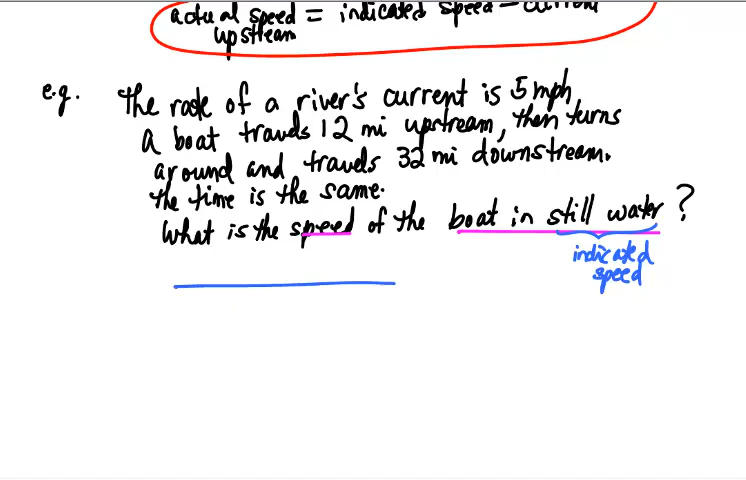 actual speed = indicated speed - current
upstream
e.g. The rate of a river's current is 5 mph,
A boat travels 12 mi upstream, then turns
around and travels 32 mi downstream.
the time is the same.
What is the speed of the boat in still water ?
indicated
speed